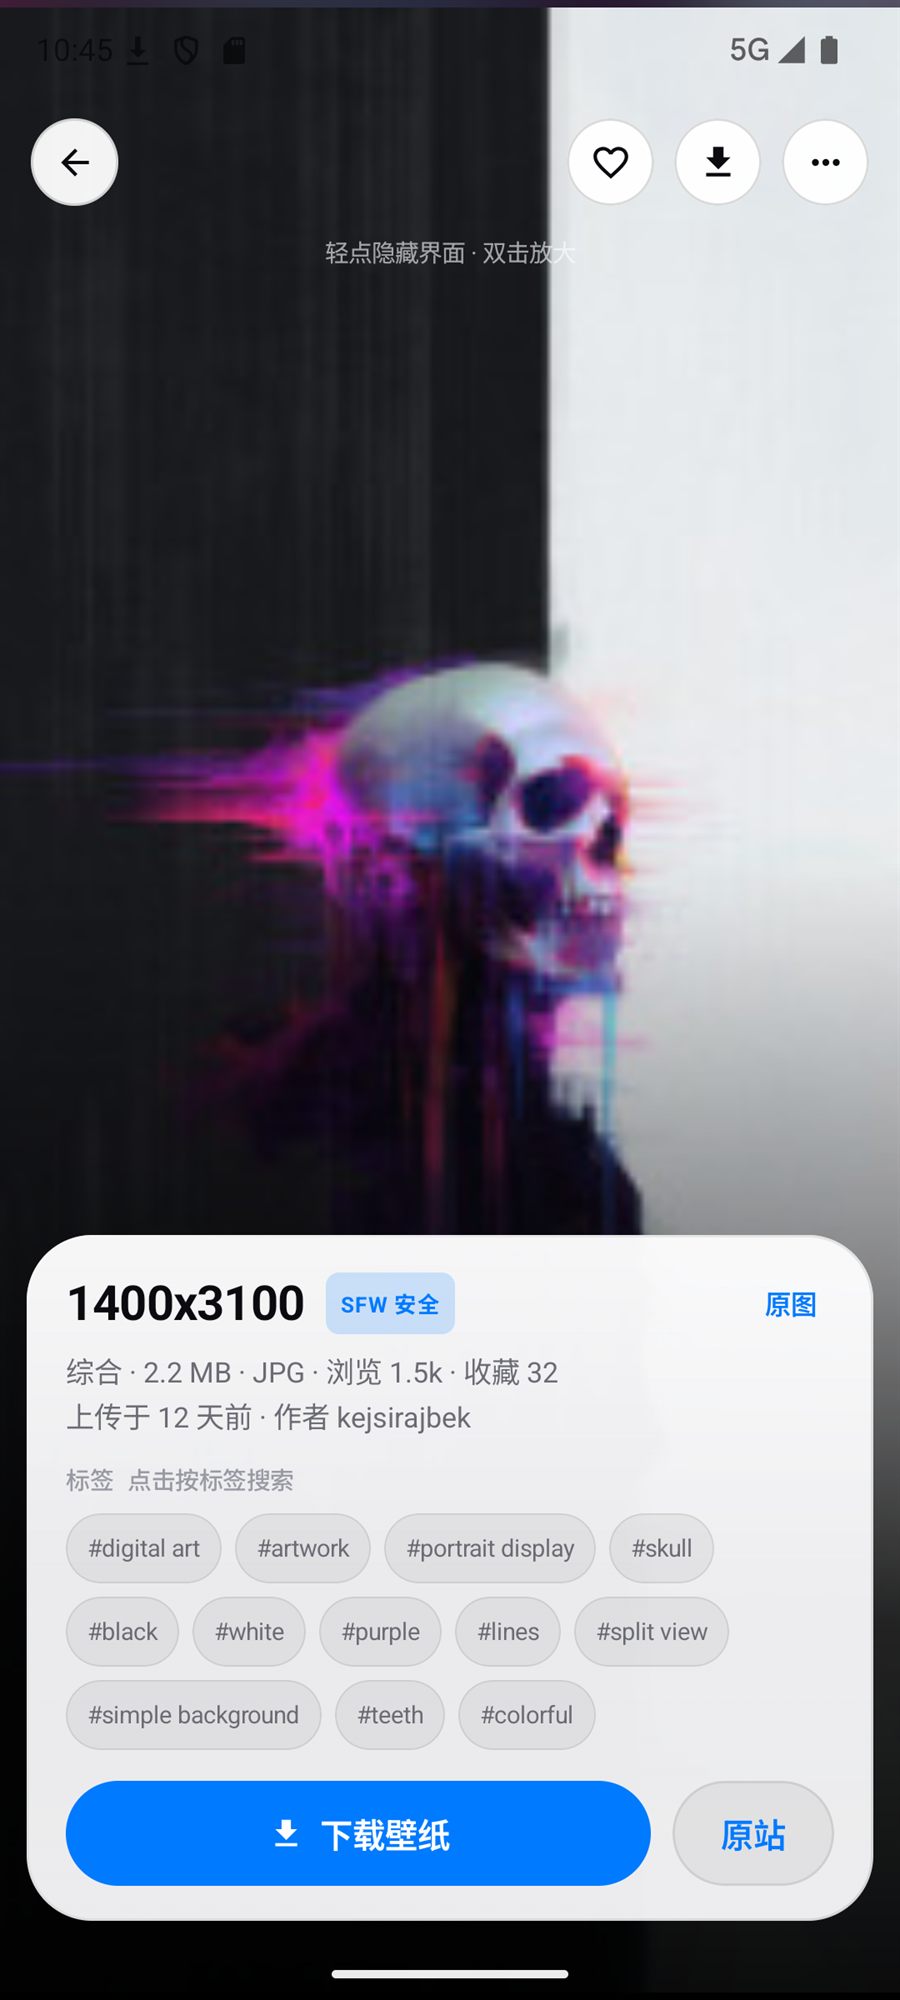 10:45 5G
轻点隐藏界面 · 双击放大
1400x3100 SFW 安全 原图
综合 · 2.2 MB · JPG · 浏览 1.5k · 收藏 32
上传于 12 天前 · 作者 kejsirajbek
标签 点击按标签搜索
#digital art #artwork #portrait display #skull
#black #white #purple #lines #split view
#simple background #teeth #colorful
下载壁纸 原站